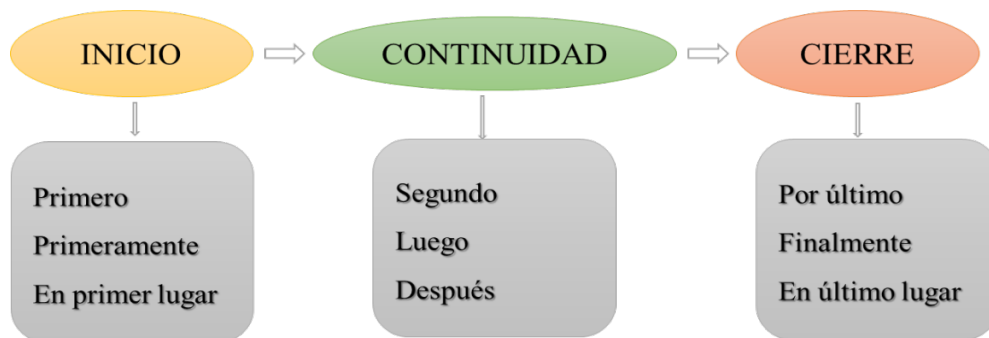 INICIO
CONTINUIDAD
CIERRE
Primero
Primeramente
En primer lugar
Segundo
Luego
Después
Por último
Finalmente
En último lugar